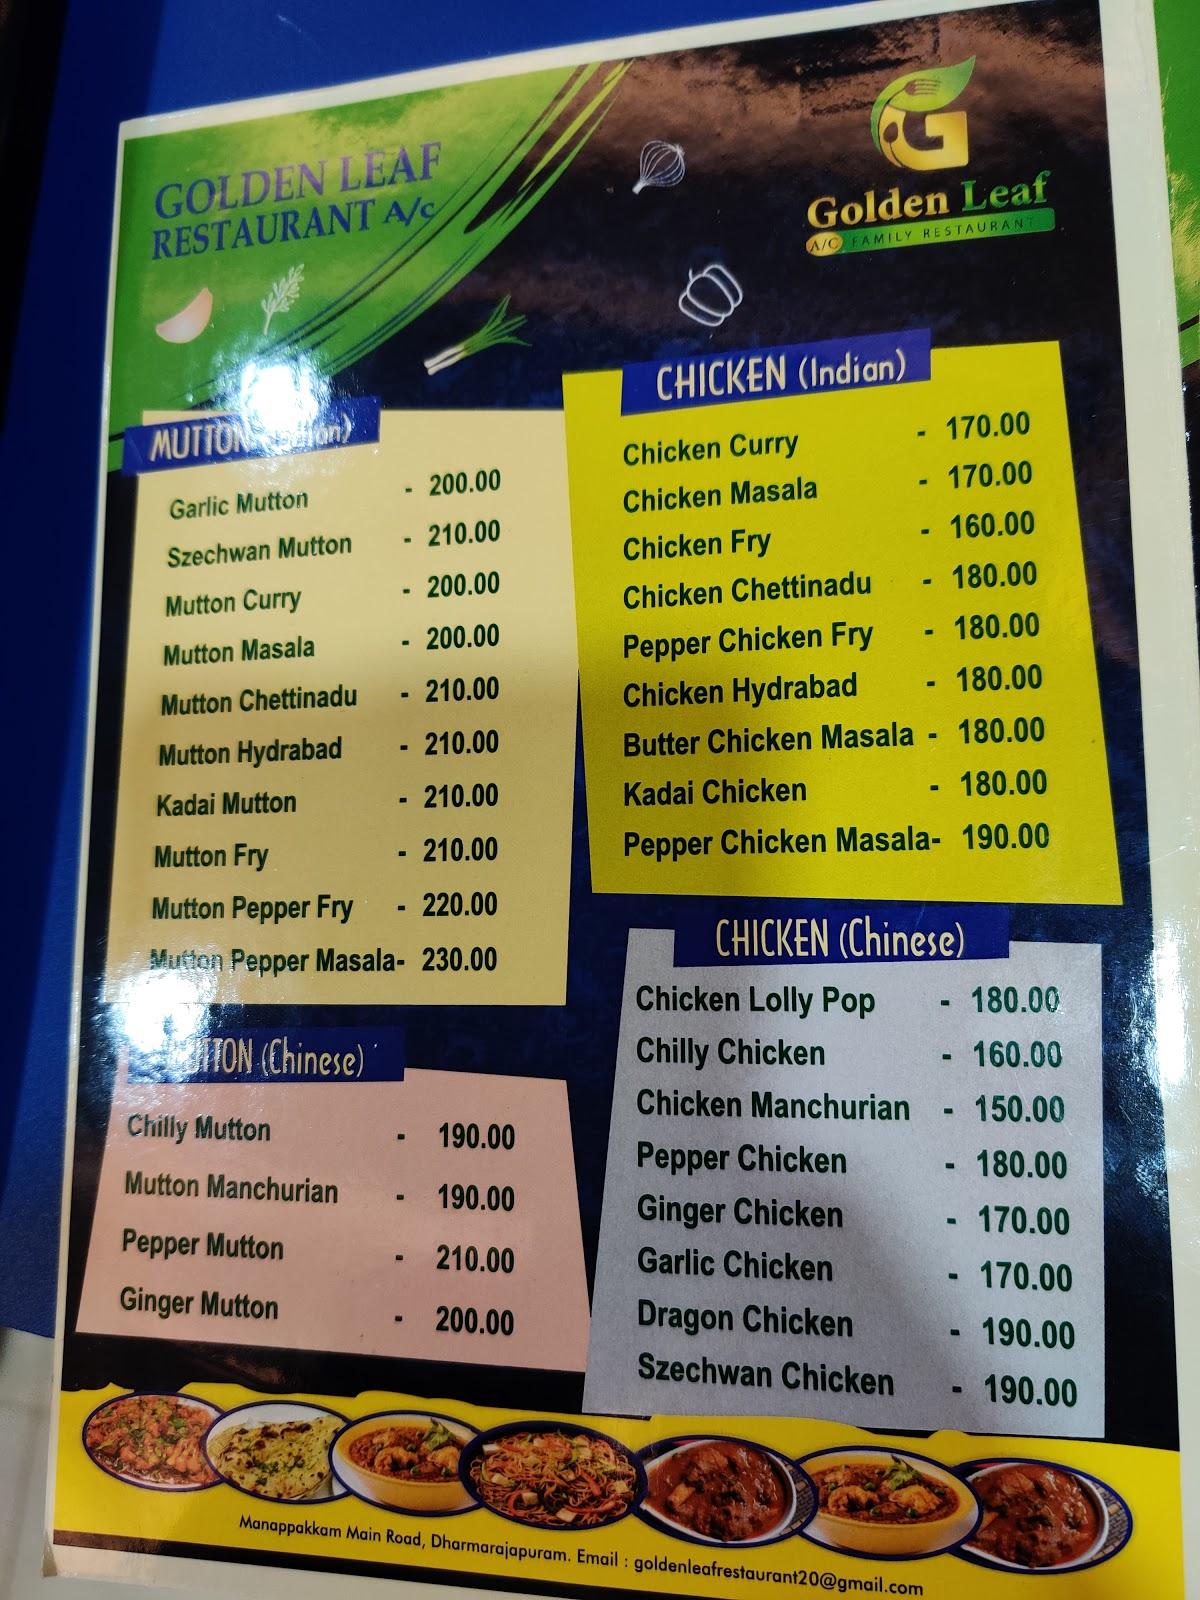 GOLDEN LEAF
RESTAURANT A/c
G
Golden Leaf
A/C FAMILY RESTAURANT
MUTTON (Indian)
Garlic Mutton - 200.00
Szechwan Mutton - 210.00
Mutton Curry - 200.00
Mutton Masala - 200.00
Mutton Chettinadu - 210.00
Mutton Hydrabad - 210.00
Kadai Mutton - 210.00
Mutton Fry - 210.00
Mutton Pepper Fry - 220.00
Mutton Pepper Masala- 230.00
MUTTON (Chinese)
Chilly Mutton - 190.00
Mutton Manchurian - 190.00
Pepper Mutton - 210.00
Ginger Mutton - 200.00
CHICKEN (Indian)
Chicken Curry - 170.00
Chicken Masala - 170.00
Chicken Fry - 160.00
Chicken Chettinadu - 180.00
Pepper Chicken Fry - 180.00
Chicken Hydrabad - 180.00
Butter Chicken Masala - 180.00
Kadai Chicken - 180.00
Pepper Chicken Masala- 190.00
CHICKEN (Chinese)
Chicken Lolly Pop - 180.00
Chilly Chicken - 160.00
Chicken Manchurian - 150.00
Pepper Chicken - 180.00
Ginger Chicken - 170.00
Garlic Chicken - 170.00
Dragon Chicken - 190.00
Szechwan Chicken - 190.00
Manappakkam Main Road, Dharmarajapuram. Email : goldenleafrestaurant20@gmail.com